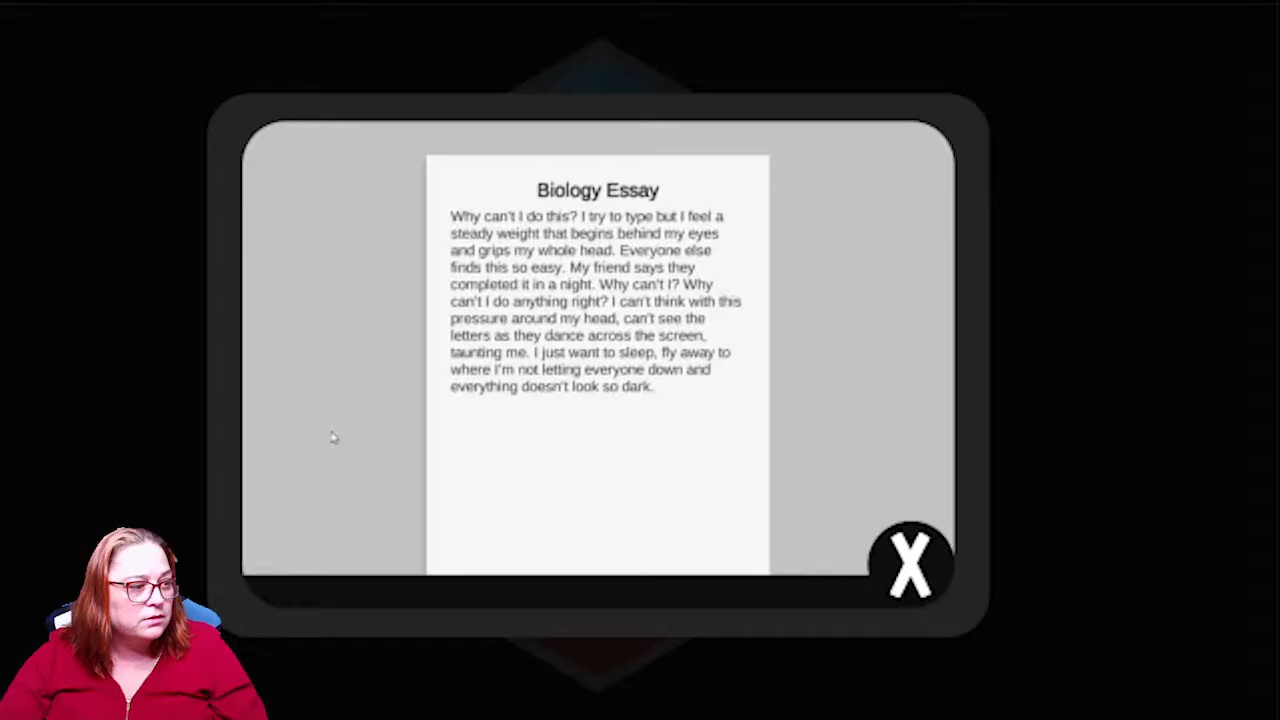 Biology Essay
Why can't I do this? I try to type but I feel a
steady weight that begins behind my eyes
and grips my whole head. Everyone else
finds this so easy. My friend says they
completed it in a night. Why can't I? Why
can't I do anything right? I can't think with this
pressure around my head, can't see the
letters as they dance across the screen,
taunting me. I just want to sleep, fly away to
where I'm not letting everyone down and
everything doesn't look so dark.
X